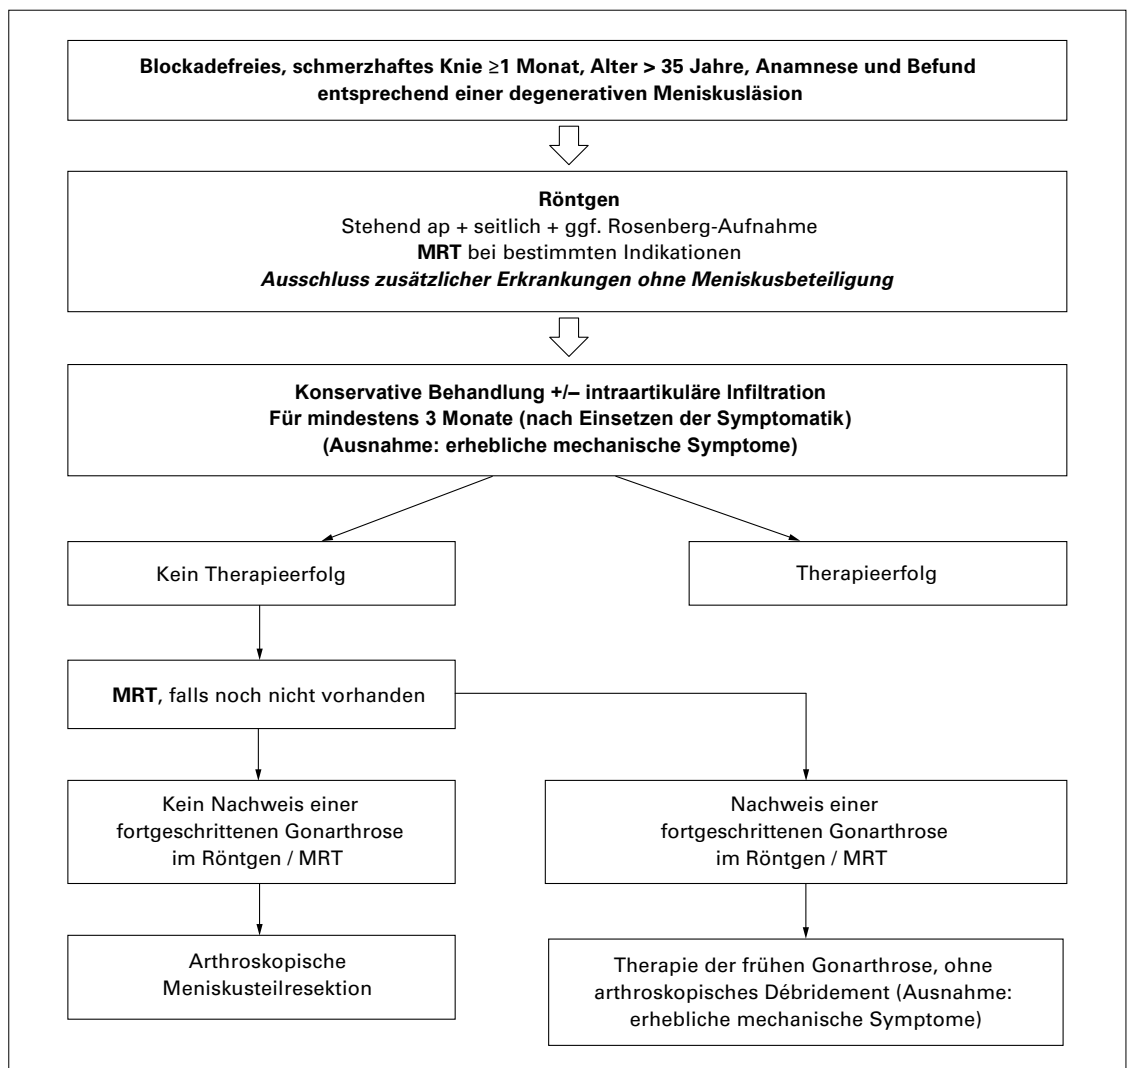 Blockadefreies, schmerzhaftes Knie ≥1 Monat, Alter > 35 Jahre, Anamnese und Befund
entsprechend einer degenerativen Meniskusläsion
Röntgen
Stehend ap + seitlich + ggf. Rosenberg-Aufnahme
MRT bei bestimmten Indikationen
Ausschluss zusätzlicher Erkrankungen ohne Meniskusbeteiligung
Konservative Behandlung +/– intraartikuläre Infiltration
Für mindestens 3 Monate (nach Einsetzen der Symptomatik)
(Ausnahme: erhebliche mechanische Symptome)
Kein Therapieerfolg
Therapieerfolg
MRT, falls noch nicht vorhanden
Kein Nachweis einer
fortgeschrittenen Gonarthrose
im Röntgen / MRT
Nachweis einer
fortgeschrittenen Gonarthrose
im Röntgen / MRT
Arthroskopische
Meniskusteilresektion
Therapie der frühen Gonarthrose, ohne
arthroskopisches Débridement (Ausnahme:
erhebliche mechanische Symptome)